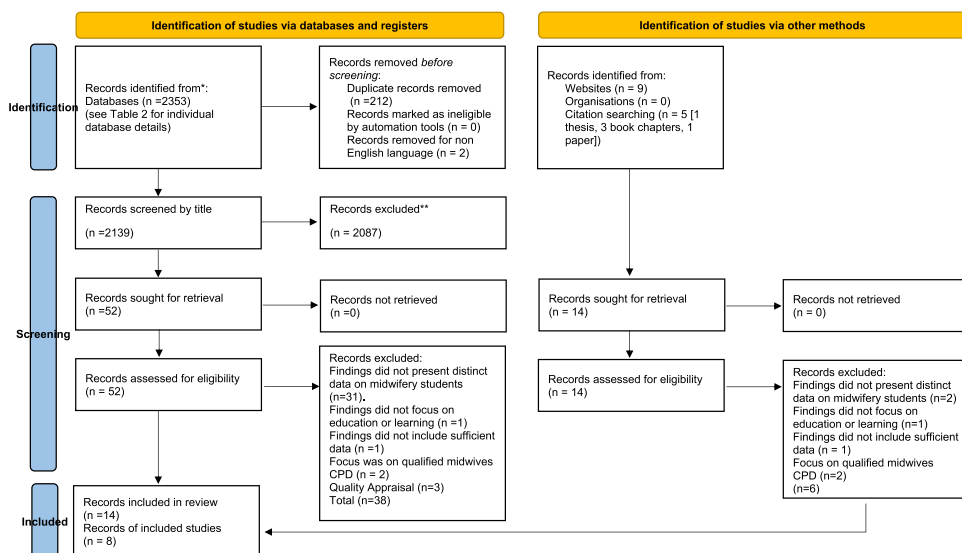 Identification of studies via databases and registers
Identification of studies via other methods
Identification
Records identified from*:
Databases (n =2353)
(see Table 2 for individual
database details)
Records removed before
screening:
Duplicate records removed
(n =212)
Records marked as ineligible
by automation tools (n = 0)
Records removed for non
English language (n = 2)
Records identified from:
Websites (n = 9)
Organisations (n = 0)
Citation searching (n = 5 [1
thesis, 3 book chapters, 1
paper])
Screening
Records screened by title
(n =2139)
Records excluded**
(n = 2087)
Records sought for retrieval
(n =52)
Records not retrieved
(n =0)
Records sought for retrieval
(n = 14)
Records not retrieved
(n = 0)
Records assessed for eligibility
(n = 52)
Records excluded:
Findings did not present distinct
data on midwifery students
(n=31).
Findings did not focus on
education or learning (n =1)
Findings did not include sufficient
data (n =1)
Focus was on qualified midwives
CPD (n = 2)
Quality Appraisal (n=3)
Total (n=38)
Records assessed for eligibility
(n = 14)
Records excluded:
Findings did not present distinct
data on midwifery students (n=2)
Findings did not focus on
education or learning (n=1)
Findings did not include sufficient
data (n = 1)
Focus on qualified midwives
CPD (n=2)
(n=6)
Included
Records included in review
(n =14)
Records of included studies
(n = 8)